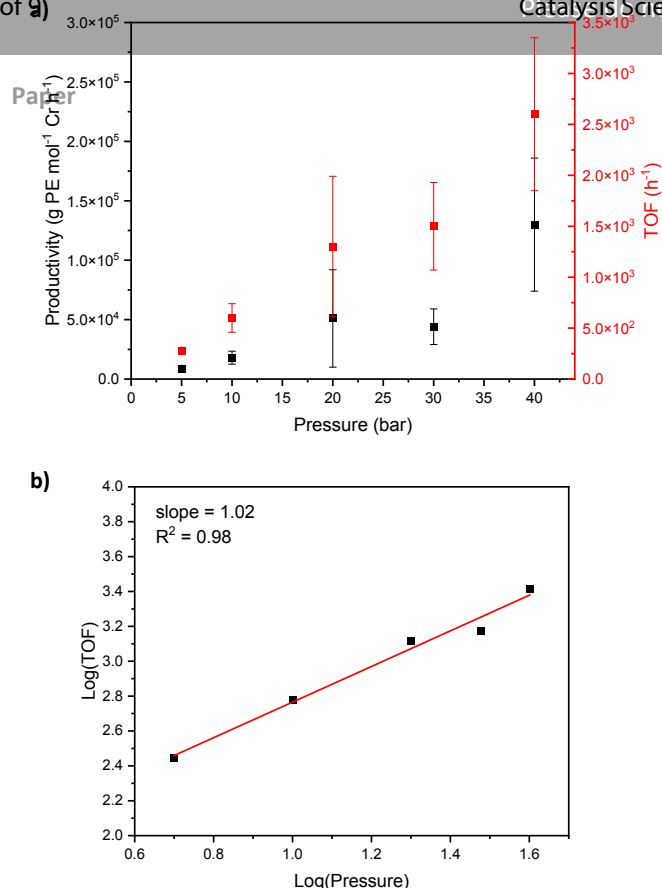 of 9
a)
Catalysis Scie
Paper
3.0×10⁵
2.5×10⁵
2.0×10⁵
1.5×10⁵
1.0×10⁵
5.0×10⁴
0.0
Productivity (g PE mol⁻¹ Cr h⁻¹)
3.5×10³
3.0×10³
2.5×10³
2.0×10³
1.5×10³
1.0×10³
5.0×10²
0.0
TOF (h⁻¹)
0 5 10 15 20 25 30 35 40
Pressure (bar)
b)
slope = 1.02
R² = 0.98
4.0
3.8
3.6
3.4
3.2
3.0
2.8
2.6
2.4
2.2
2.0
Log(TOF)
0.6 0.8 1.0 1.2 1.4 1.6
Log(Pressure)